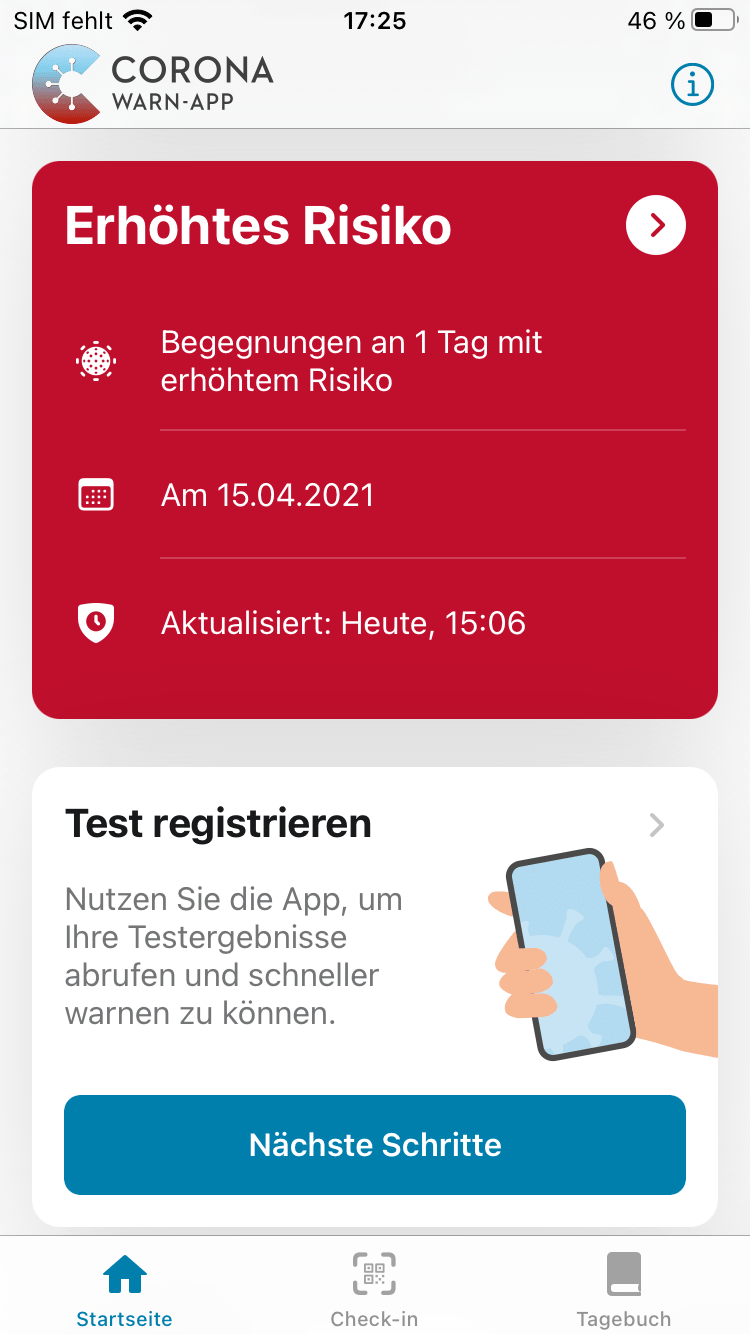 SIM fehlt 17:25 46 %
CORONA
WARN-APP
Erhöhtes Risiko
Begegnungen an 1 Tag mit
erhöhtem Risiko
Am 15.04.2021
Aktualisiert: Heute, 15:06
Test registrieren
Nutzen Sie die App, um
Ihre Testergebnisse
abrufen und schneller
warnen zu können.
Nächste Schritte
Startseite Check-in Tagebuch